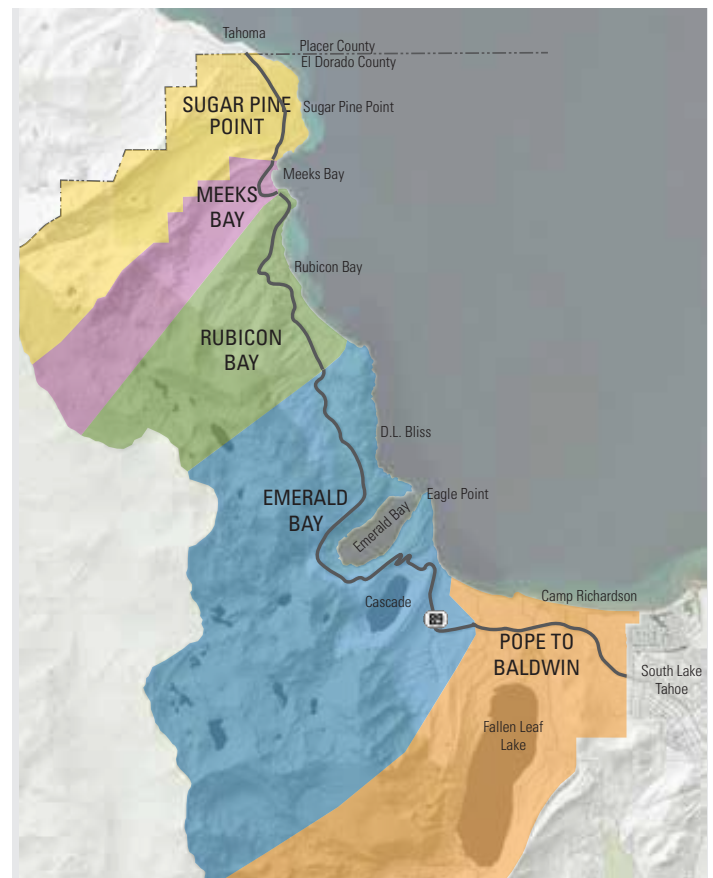 Tahoma
Placer County
El Dorado County
SUGAR PINE
POINT
Sugar Pine Point
Meeks Bay
MEEKS
BAY
Rubicon Bay
RUBICON
BAY
D.L. Bliss
EMERALD
BAY
Eagle Point
Emerald Bay
Cascade
Camp Richardson
89
POPE TO
BALDWIN
South Lake
Tahoe
Fallen Leaf
Lake